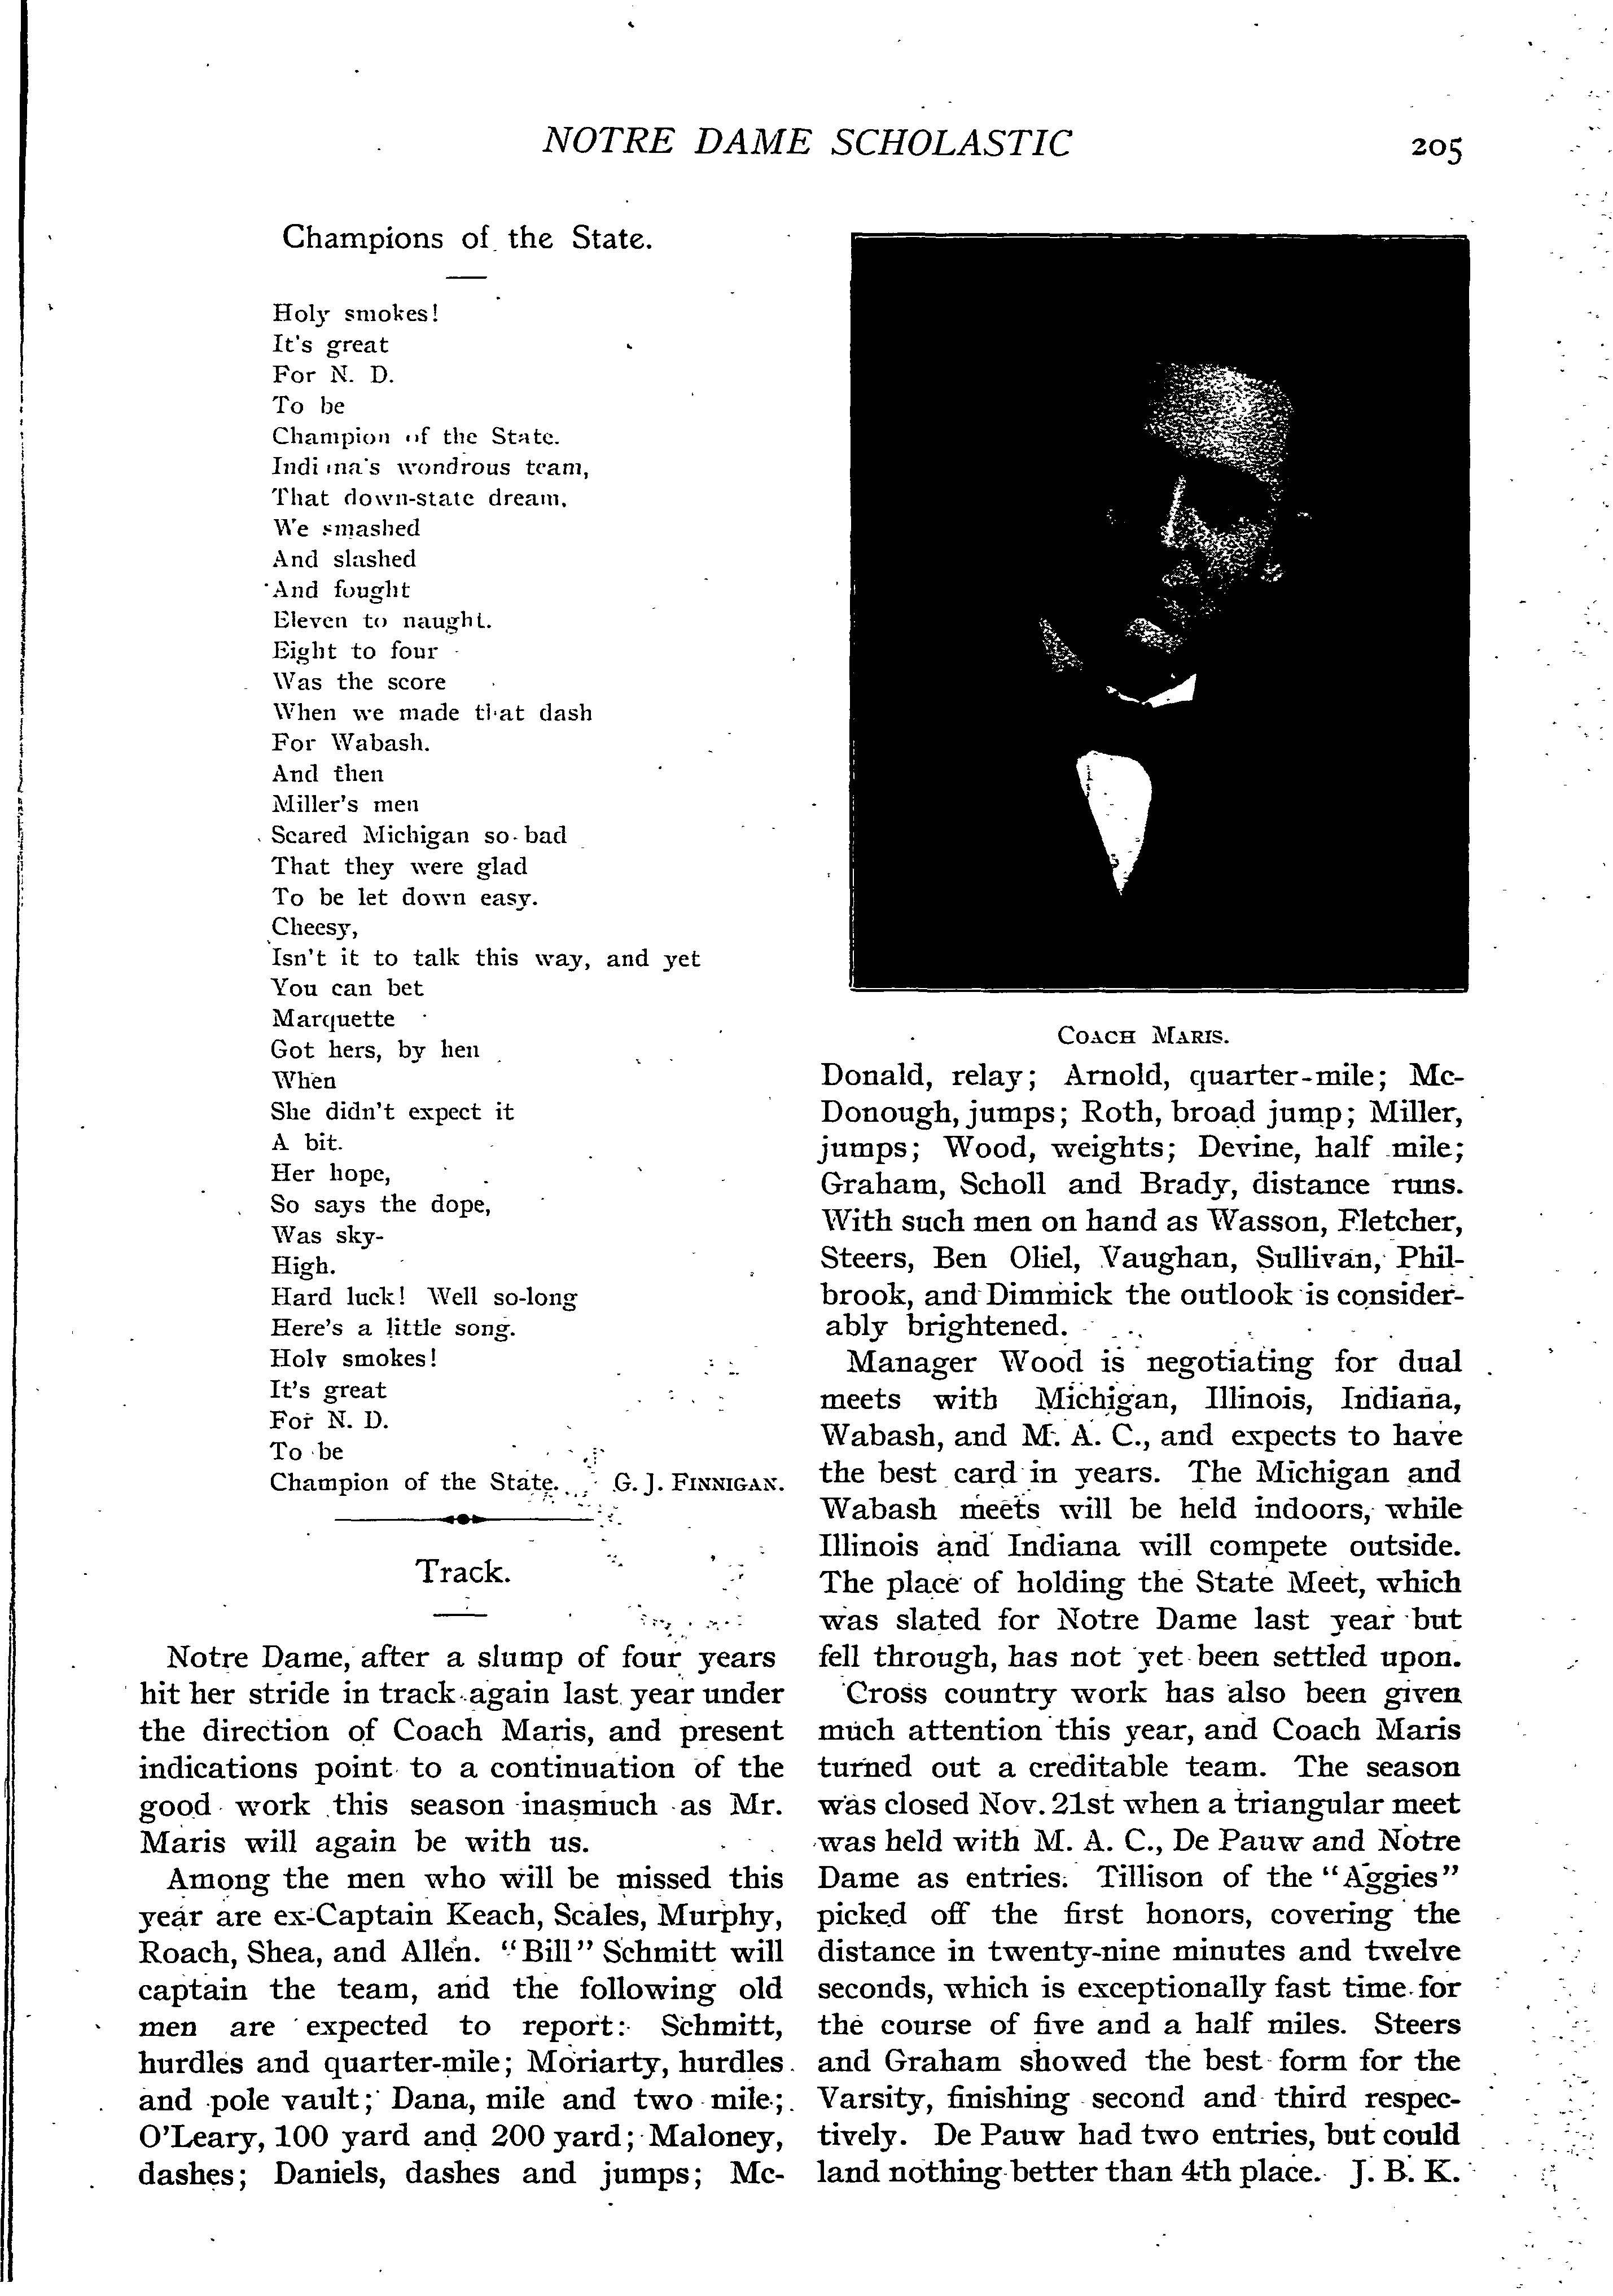 NOTRE DAME SCHOLASTIC 205
Champions of the State.
Holy smokes!
It's great
For N. D.
To be
Champion of the State.
Indiana's wondrous team,
That down-state dream,
We smashed
And slashed
And fought
Eleven to naught.
Eight to four
Was the score
When we made that dash
For Wabash.
And then
Miller's men
Scared Michigan so bad
That they were glad
To be let down easy.
Cheesy,
Isn't it to talk this way, and yet
You can bet
Marquette
Got hers, by hen
When
She didn't expect it
A bit.
Her hope,
So says the dope,
Was sky-
High.
Hard luck! Well so-long
Here's a little song.
Holy smokes!
It's great
For N. D.
To be
Champion of the State. G. J. FINNIGAN.
Track.
Notre Dame, after a slump of four years
hit her stride in track again last year under
the direction of Coach Maris, and present
indications point to a continuation of the
good work this season inasmuch as Mr.
Maris will again be with us.
Among the men who will be missed this
year are ex-Captain Keach, Scales, Murphy,
Roach, Shea, and Allen. "Bill" Schmitt will
captain the team, and the following old
men are expected to report: Schmitt,
hurdles and quarter-mile; Moriarty, hurdles
and pole vault; Dana, mile and two mile;
O'Leary, 100 yard and 200 yard; Maloney,
dashes; Daniels, dashes and jumps; Mc-
COACH MARIS.
Donald, relay; Arnold, quarter-mile; Mc-
Donough, jumps; Roth, broad jump; Miller,
jumps; Wood, weights; Devine, half mile;
Graham, Scholl and Brady, distance runs.
With such men on hand as Wasson, Fletcher,
Steers, Ben Oliel, Vaughan, Sullivan, Phil-
brook, and Dimmick the outlook is consider-
ably brightened.
Manager Wood is negotiating for dual
meets with Michigan, Illinois, Indiana,
Wabash, and M. A. C., and expects to have
the best card in years. The Michigan and
Wabash meets will be held indoors, while
Illinois and Indiana will compete outside.
The place of holding the State Meet, which
was slated for Notre Dame last year but
fell through, has not yet been settled upon.
Cross country work has also been given
much attention this year, and Coach Maris
turned out a creditable team. The season
was closed Nov. 21st when a triangular meet
was held with M. A. C., De Pauw and Notre
Dame as entries. Tillison of the "Aggies"
picked off the first honors, covering the
distance in twenty-nine minutes and twelve
seconds, which is exceptionally fast time for
the course of five and a half miles. Steers
and Graham showed the best form for the
Varsity, finishing second and third respec-
tively. De Pauw had two entries, but could
land nothing better than 4th place. J. B. K.